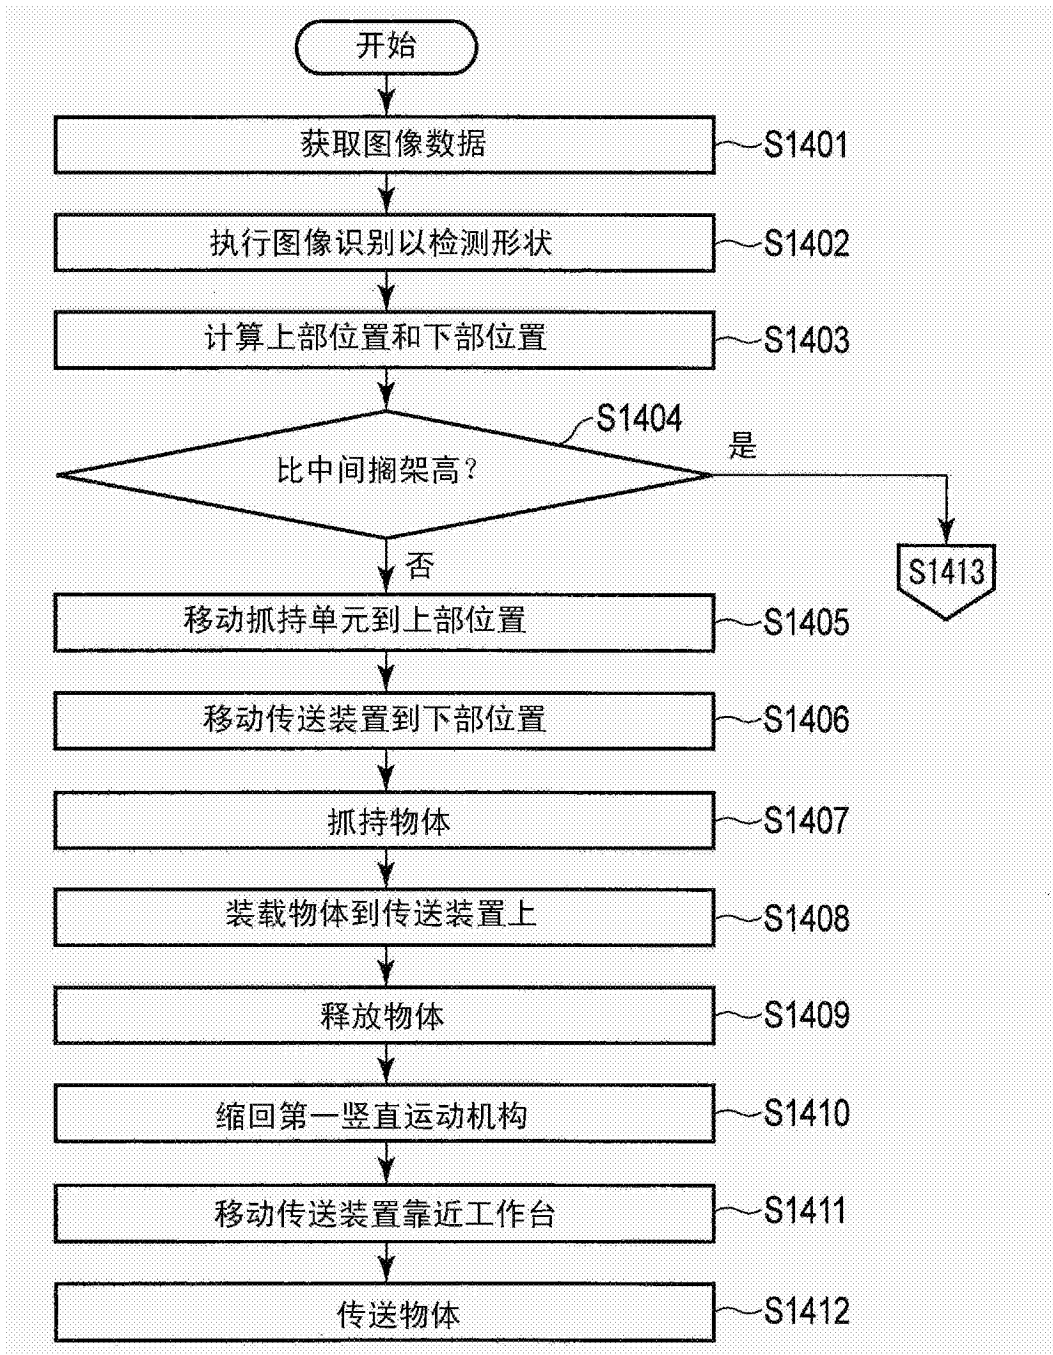 开始
获取图像数据
S1401
执行图像识别以检测形状
S1402
计算上部位置和下部位置
S1403
S1404
比中间搁架高？
是
S1413
否
移动抓持单元到上部位置
S1405
移动传送装置到下部位置
S1406
抓持物体
S1407
装载物体到传送装置上
S1408
释放物体
S1409
缩回第一竖直运动机构
S1410
移动传送装置靠近工作台
S1411
传送物体
S1412